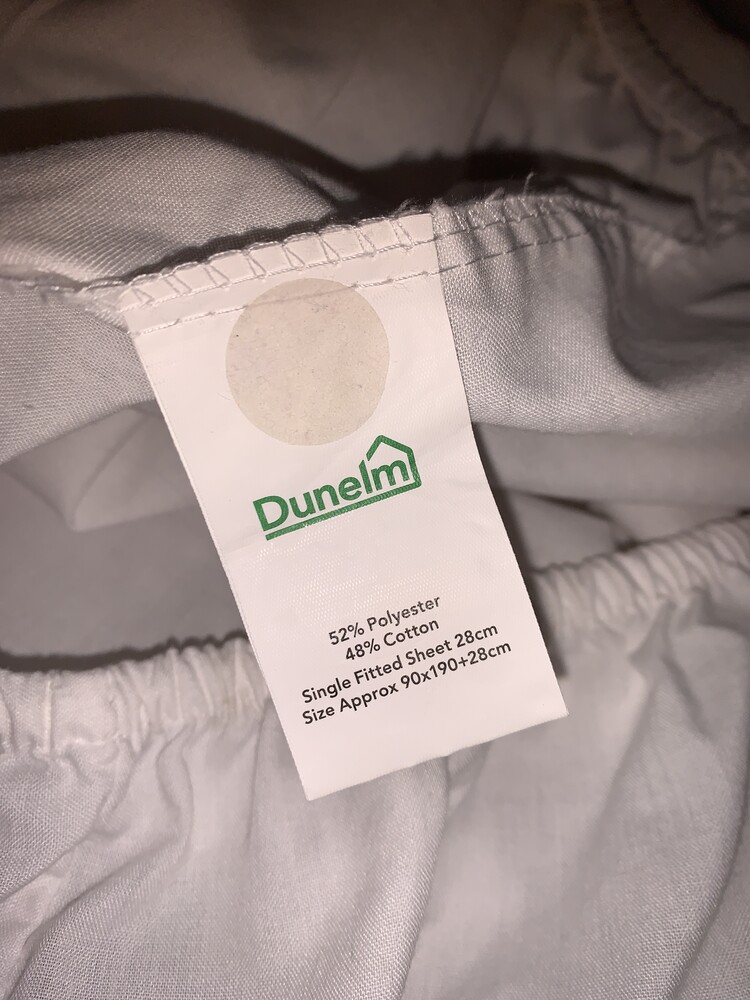 Dunelm
52% Polyester
48% Cotton
Single Fitted Sheet 28cm
Size Approx 90x190+28cm